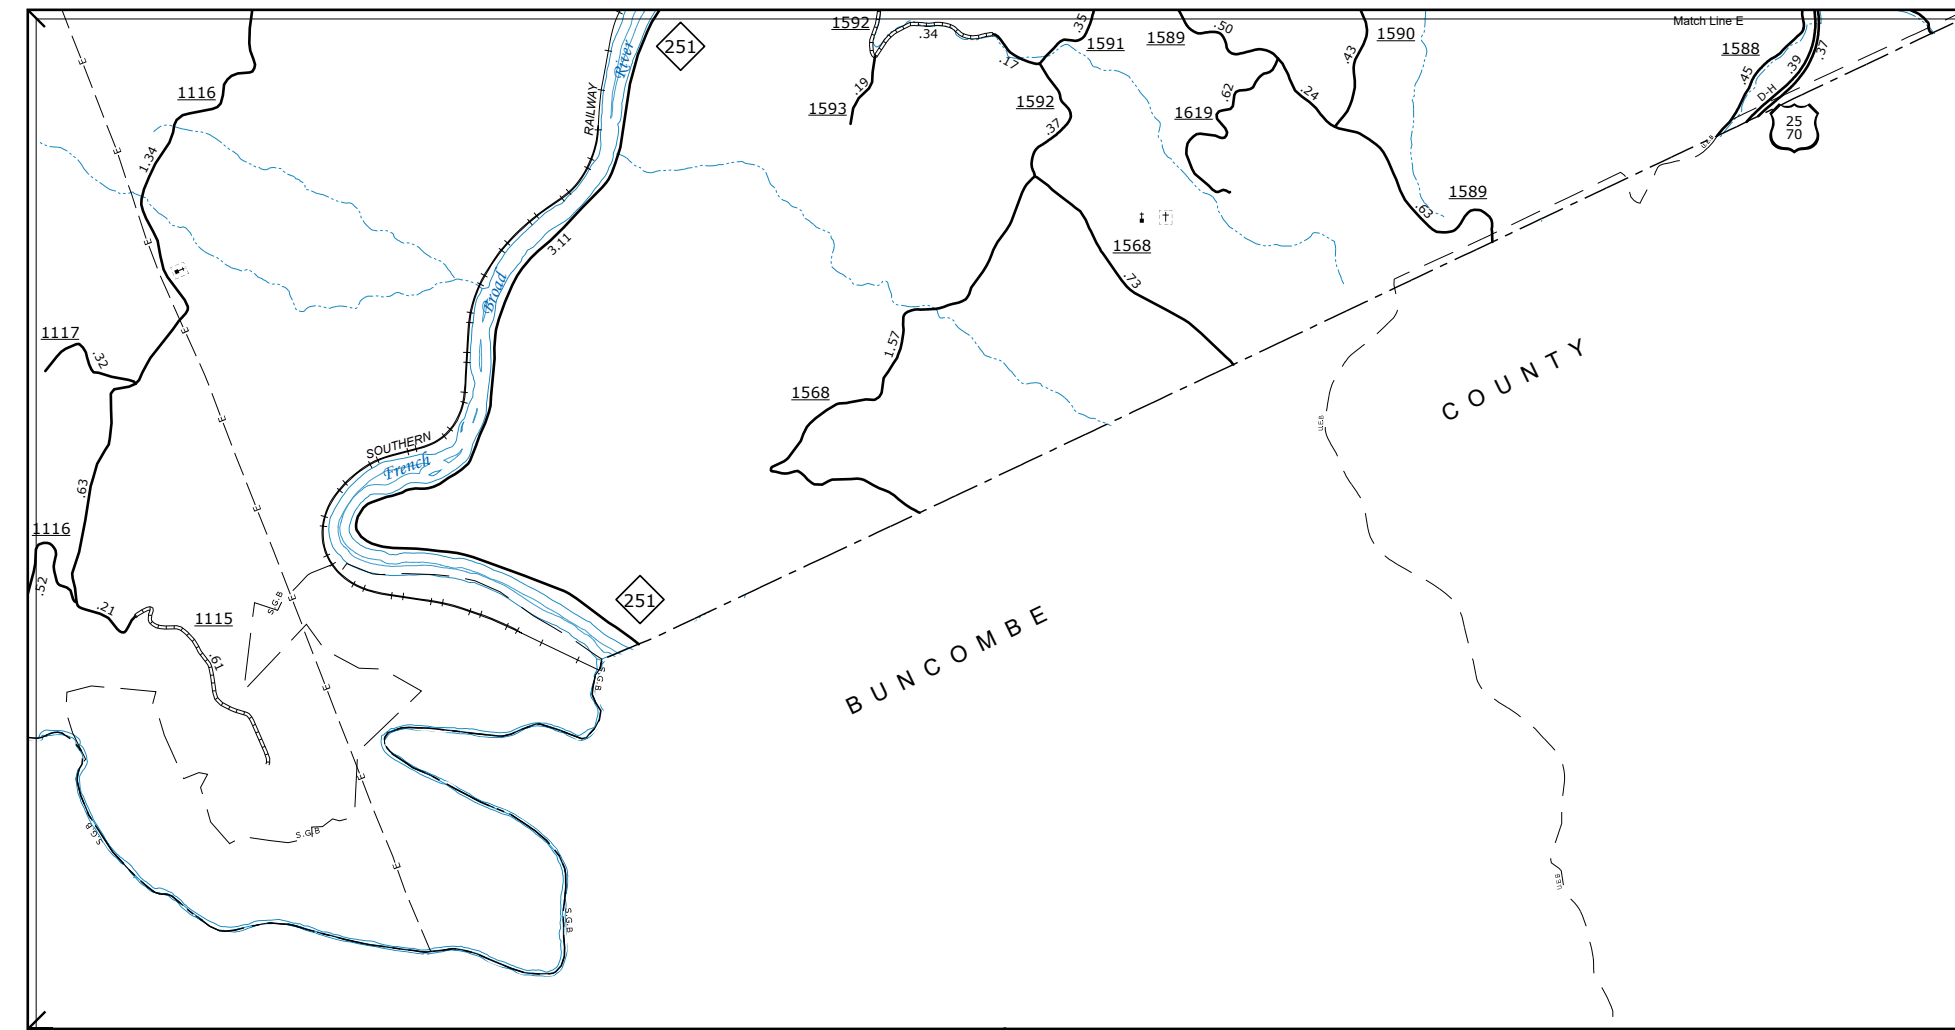 Match Line E
1592
.34
.35
251
River
RAILWAY
1116
1.34
E
E
E
E
E
E
E
E
E
E
1591
1589
.50
1590
.43
1588
.45
.39
.37
D-H
25
70
.17
.19
1593
1592
.37
1619
.62
.24
1589
.63
3.11
Broad
1568
.73
1117
.32
1.57
1568
COUNTY
U.E.B
SOUTHERN
French
.63
1116
.52
.21
1115
.61
S.G.B
251
BUNCOMBE
S.G.B
S.G.B
S.G.B
S.G.B
UEB